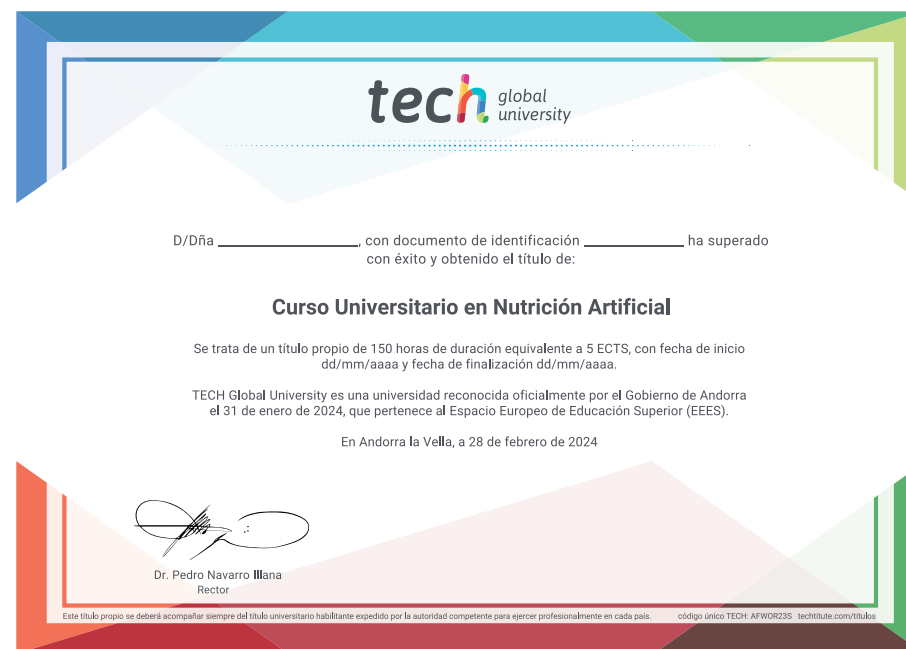 tech global university
D/Dña ____________________, con documento de identificación ______________ ha superado
con éxito y obtenido el título de:
Curso Universitario en Nutrición Artificial
Se trata de un título propio de 150 horas de duración equivalente a 5 ECTS, con fecha de inicio
dd/mm/aaaa y fecha de finalización dd/mm/aaaa.
TECH Global University es una universidad reconocida oficialmente por el Gobierno de Andorra
el 31 de enero de 2024, que pertenece al Espacio Europeo de Educación Superior (EEES).
En Andorra la Vella, a 28 de febrero de 2024
Dr. Pedro Navarro Illana
Rector
Este título propio se deberá acompañar siempre del título universitario habilitante expedido por la autoridad competente para ejercer profesionalmente en cada país. código único TECH: AFWOR23S techtitute.com/titulos